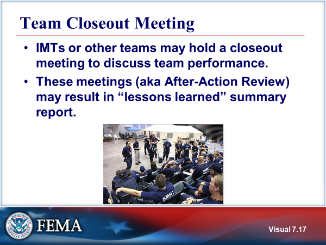 Team Closeout Meeting
• IMTs or other teams may hold a closeout
meeting to discuss team performance.
• These meetings (aka After-Action Review)
may result in “lessons learned” summary
report.
FEMA
Visual 7.17